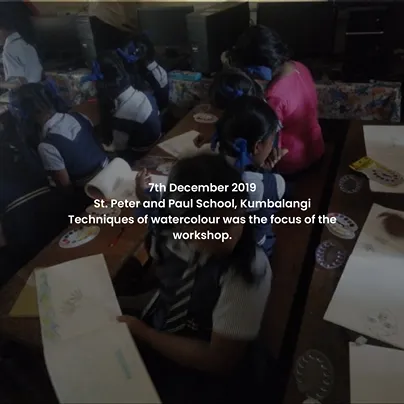 7th December 2019
St. Peter and Paul School, Kumbalangi
Techniques of watercolour was the focus of the
workshop.